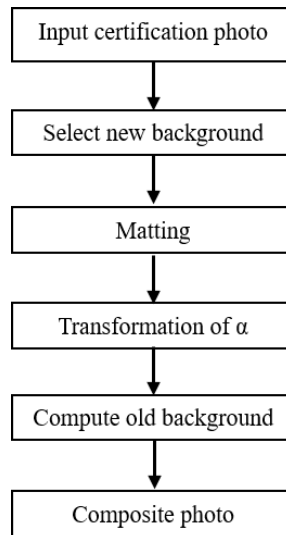 Input certification photo
Select new background
Matting
Transformation of α
Compute old background
Composite photo